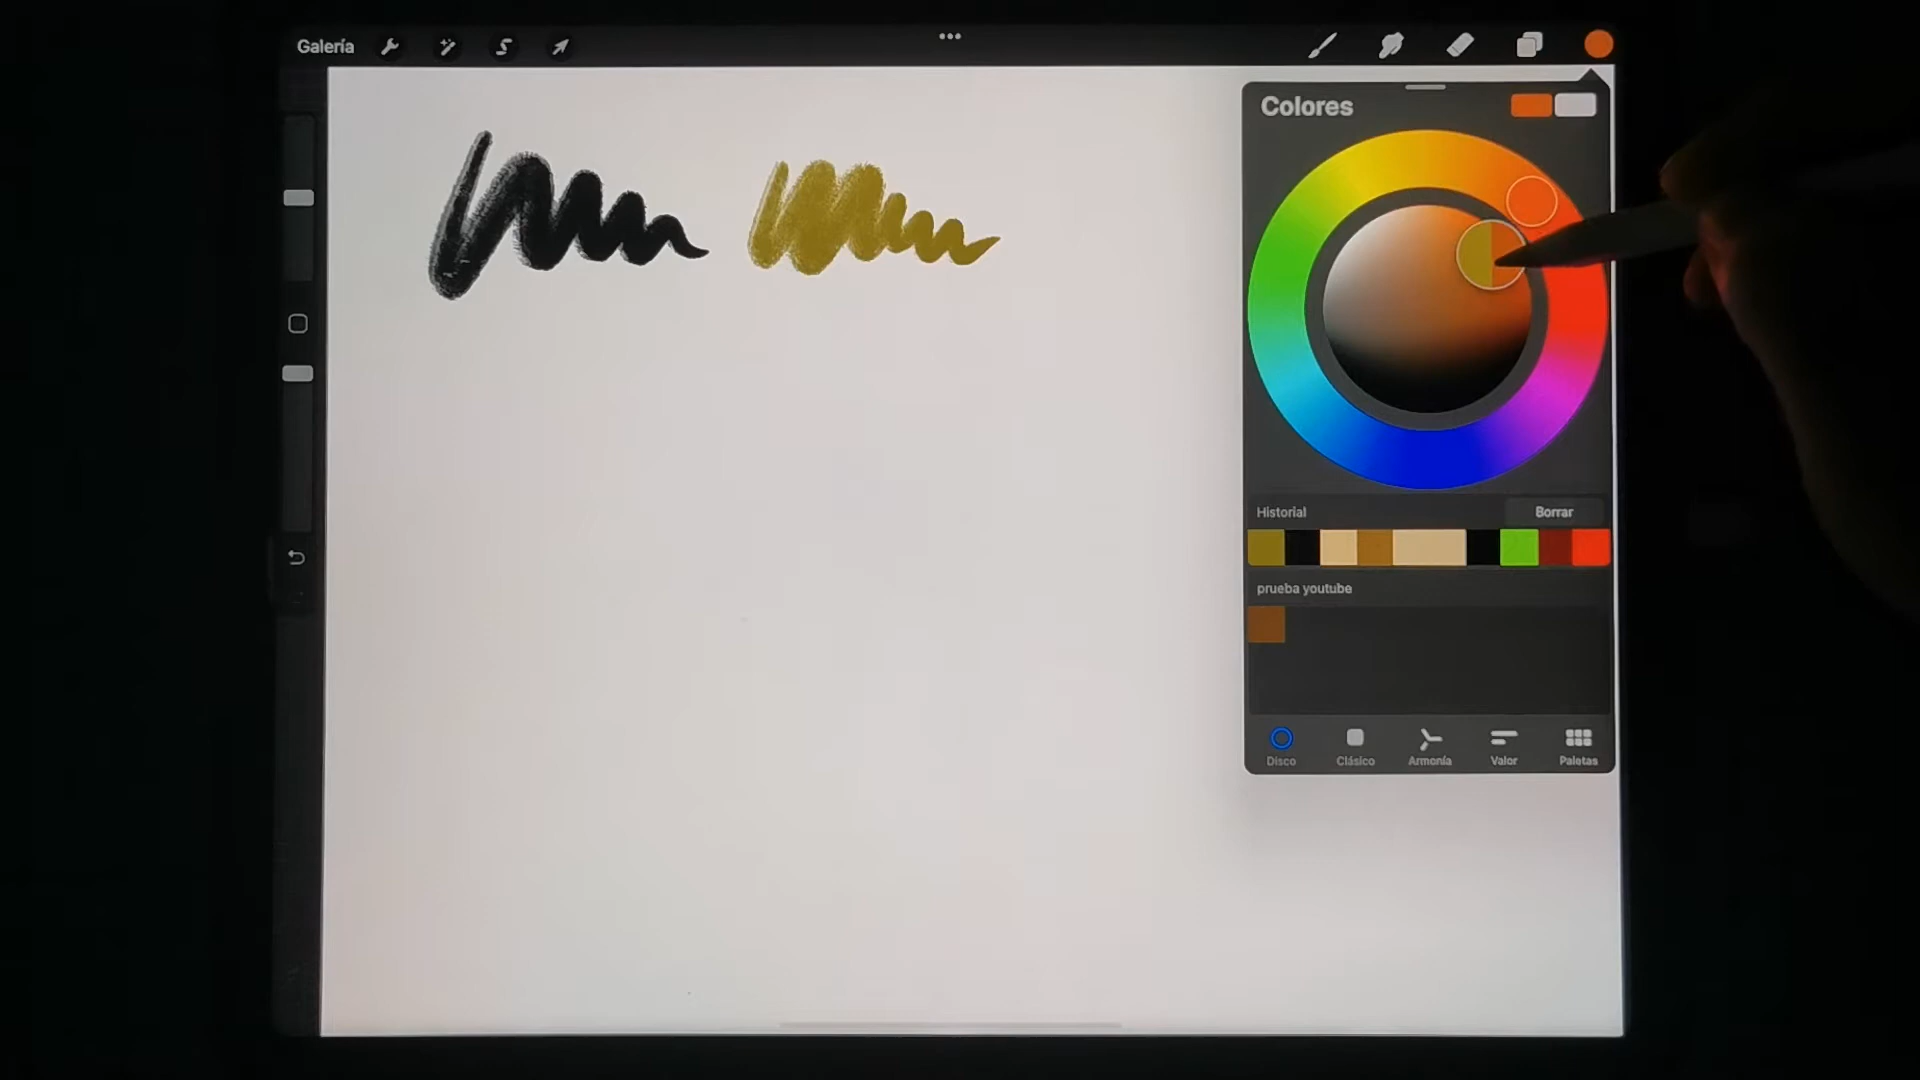 Galería
Colores
Historial Borrar
prueba youtube
Disco Clásico Armonía Valor Paletas